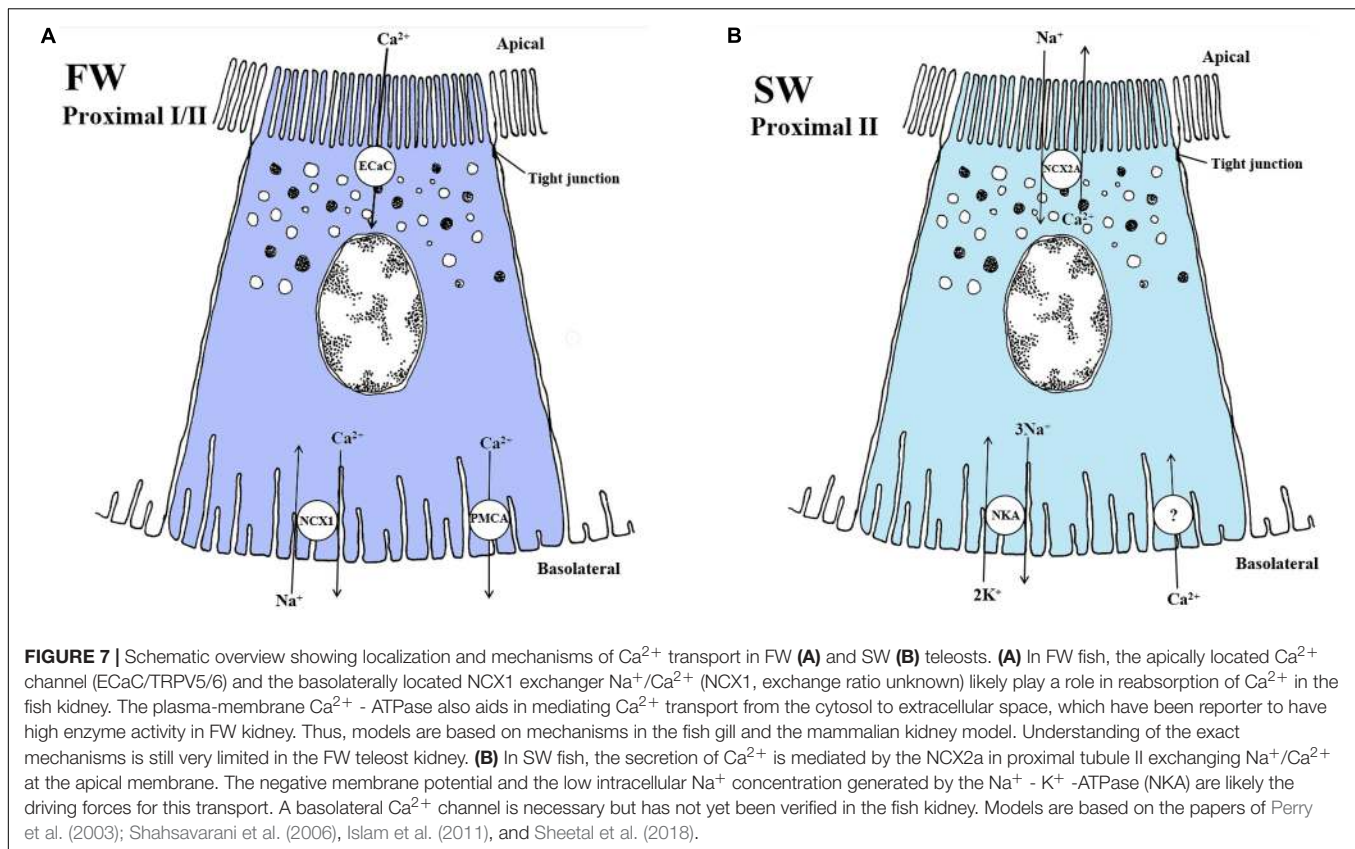 A
Ca²⁺
Apical
FW
Proximal I/II
ECaC
Tight junction
Ca²⁺
Ca²⁺
NCX1
PMCA
Basolateral
Na⁺
B
Na⁺
Apical
SW
Proximal II
NCX2A
Tight junction
Ca²⁺
3Na⁺
NKA
?
Basolateral
2K⁺
Ca²⁺
FIGURE 7 | Schematic overview showing localization and mechanisms of Ca²⁺ transport in FW (A) and SW (B) teleosts. (A) In FW fish, the apically located Ca²⁺
channel (ECaC/TRPV5/6) and the basolaterally located NCX1 exchanger Na⁺/Ca²⁺ (NCX1, exchange ratio unknown) likely play a role in reabsorption of Ca²⁺ in the
fish kidney. The plasma-membrane Ca²⁺ - ATPase also aids in mediating Ca²⁺ transport from the cytosol to extracellular space, which have been reporter to have
high enzyme activity in FW kidney. Thus, models are based on mechanisms in the fish gill and the mammalian kidney model. Understanding of the exact
mechanisms is still very limited in the FW teleost kidney. (B) In SW fish, the secretion of Ca²⁺ is mediated by the NCX2a in proximal tubule II exchanging Na⁺/Ca²⁺
at the apical membrane. The negative membrane potential and the low intracellular Na⁺ concentration generated by the Na⁺ - K⁺ -ATPase (NKA) are likely the
driving forces for this transport. A basolateral Ca²⁺ channel is necessary but has not yet been verified in the fish kidney. Models are based on the papers of Perry
et al. (2003); Shahsavarani et al. (2006), Islam et al. (2011), and Sheetal et al. (2018).